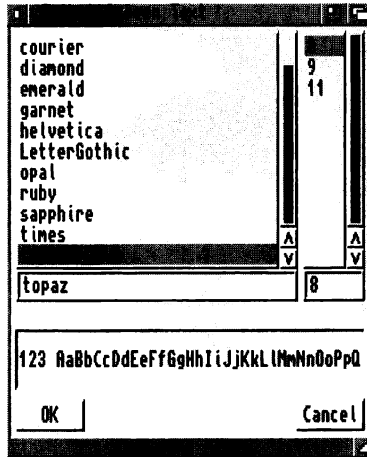 courier
diamond
emerald
garnet
helvetica
LetterGothic
opal
ruby
sapphire
times
9
11
topaz
8
123 AaBbCcDdEeFfGgHhIiJjKkLlMmNnOoPpQ
OK
Cancel